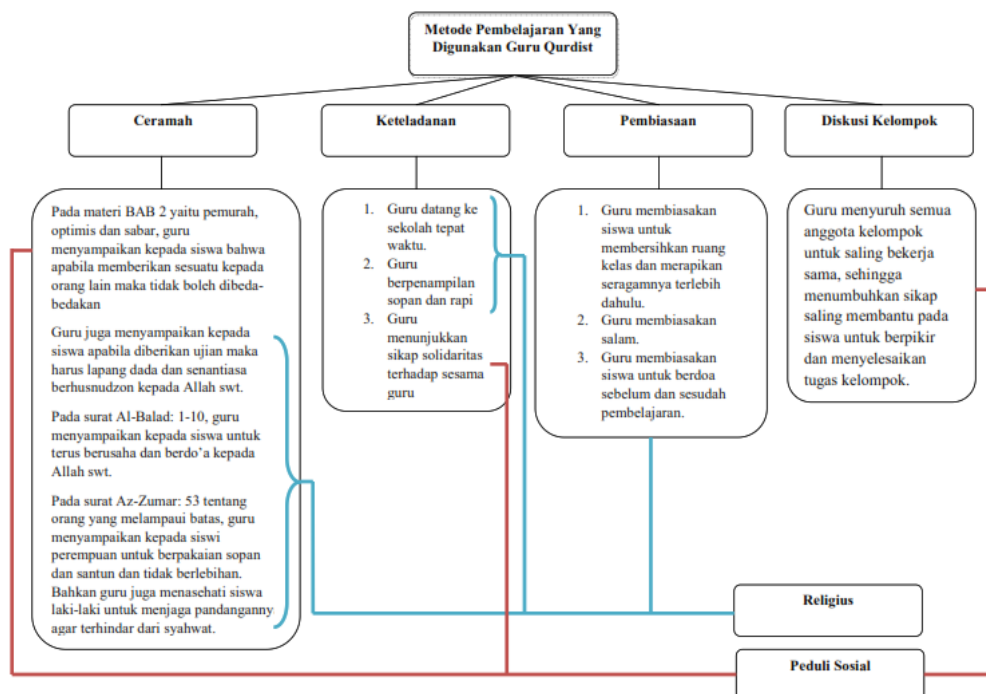 Metode Pembelajaran Yang
Digunakan Guru Qurdist
Ceramah
Keteladanan
Pembiasaan
Diskusi Kelompok
Pada materi BAB 2 yaitu pemurah,
optimis dan sabar, guru
menyampaikan kepada siswa bahwa
apabila memberikan sesuatu kepada
orang lain maka tidak boleh dibeda-
bedakan
Guru juga menyampaikan kepada
siswa apabila diberikan ujian maka
harus lapang dada dan senantiasa
berhusnudzon kepada Allah swt.
Pada surat Al-Balad: 1-10, guru
menyampaikan kepada siswa untuk
terus berusaha dan berdo’a kepada
Allah swt.
Pada surat Az-Zumar: 53 tentang
orang yang melampaui batas, guru
menyampaikan kepada siswi
perempuan untuk berpakaian sopan
dan santun dan tidak berlebihan.
Bahkan guru juga menasehati siswa
laki-laki untuk menjaga pandanganny
agar terhindar dari syahwat.
1. Guru datang ke
sekolah tepat
waktu.
2. Guru
berpenampilan
sopan dan rapi
3. Guru
menunjukkan
sikap solidaritas
terhadap sesama
guru
1. Guru membiasakan
siswa untuk
membersihkan ruang
kelas dan merapikan
seragamnya terlebih
dahulu.
2. Guru membiasakan
salam.
3. Guru membiasakan
siswa untuk berdoa
sebelum dan sesudah
pembelajaran.
Guru menyuruh semua
anggota kelompok
untuk saling bekerja
sama, sehingga
menumbuhkan sikap
saling membantu pada
siswa untuk berpikir
dan menyelesaikan
tugas kelompok.
Religius
Peduli Sosial